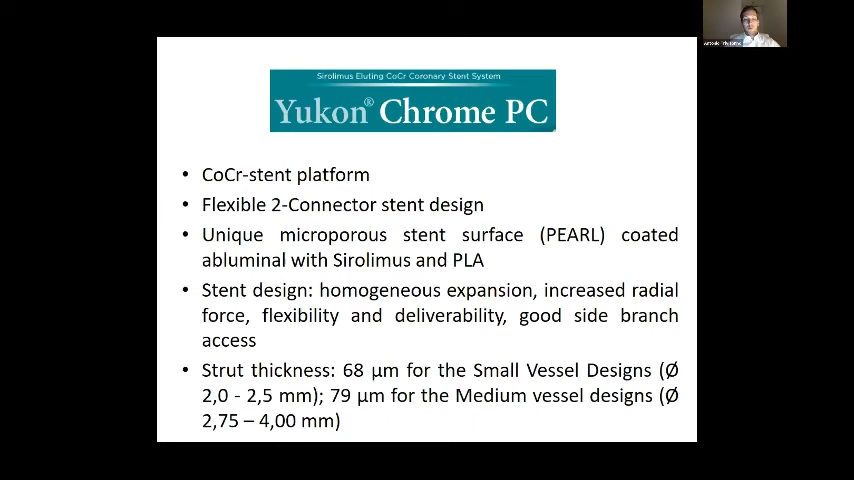 Sirolimus Eluting CoCr Coronary Stent System
Yukon® Chrome PC
• CoCr-stent platform
• Flexible 2-Connector stent design
• Unique microporous stent surface (PEARL) coated
abluminal with Sirolimus and PLA
• Stent design: homogeneous expansion, increased radial
force, flexibility and deliverability, good side branch
access
• Strut thickness: 68 µm for the Small Vessel Designs (Ø
2,0 - 2,5 mm); 79 µm for the Medium vessel designs (Ø
2,75 – 4,00 mm)